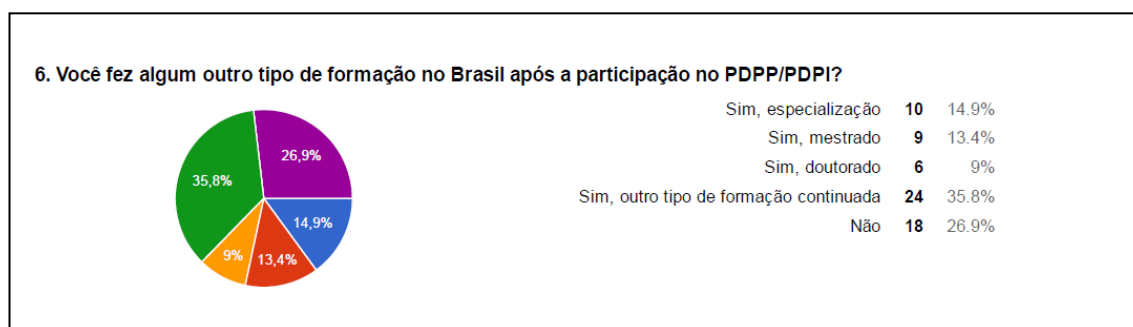 6. Você fez algum outro tipo de formação no Brasil após a participação no PDPP/PDPI?
Sim, especialização 10 14.9%
Sim, mestrado 9 13.4%
Sim, doutorado 6 9%
Sim, outro tipo de formação continuada 24 35.8%
Não 18 26.9%
26,9%
35,8%
14,9%
9%
13,4%